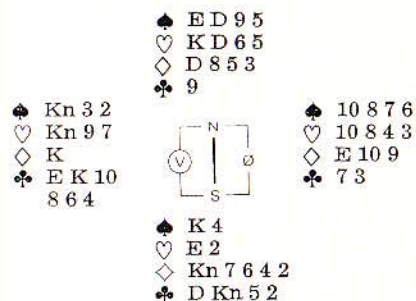 ♠ E D 9 5
♡ K D 6 5
◇ D 8 5 3
♣ 9
♠ Kn 3 2
♡ Kn 9 7
◇ K
♣ E K 10
8 6 4
N
V
Ø
S
♠ 10 8 7 6
♡ 10 8 4 3
◇ E 10 9
♣ 7 3
♠ K 4
♡ E 2
◇ Kn 7 6 4 2
♣ D Kn 5 2